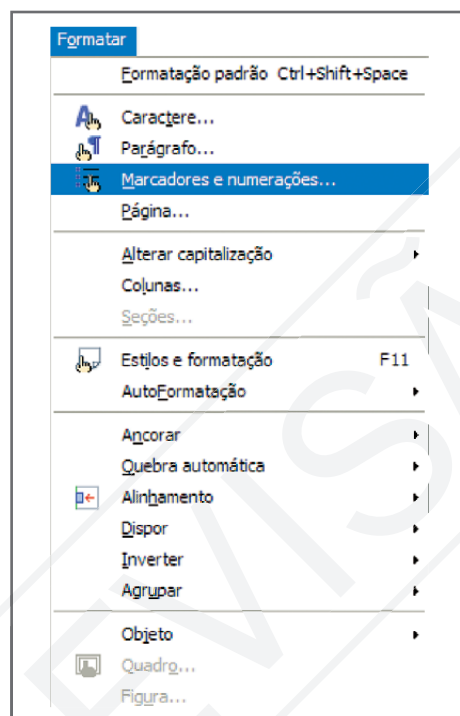 Formatar
Formatação padrão Ctrl+Shift+Space
Caractere...
Parágrafo...
Marcadores e numerações...
Página...
Alterar capitalização
Colunas...
Seções...
Estilos e formatação F11
AutoFormatação
Ancorar
Quebra automática
Alinhamento
Dispor
Inverter
Agrupar
Objeto
Quadro...
Figura...